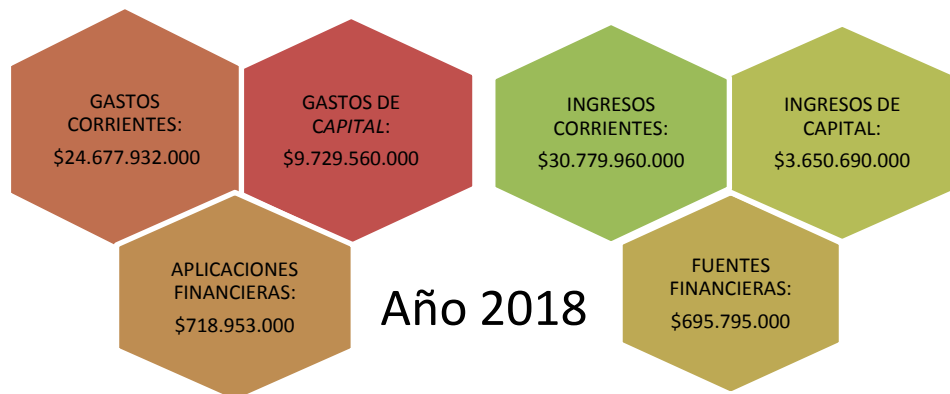 GASTOS
CORRIENTES:
$24.677.932.000
GASTOS DE
CAPITAL:
$9.729.560.000
INGRESOS
CORRIENTES:
$30.779.960.000
INGRESOS DE
CAPITAL:
$3.650.690.000
APLICACIONES
FINANCIERAS:
$718.953.000
Año 2018
FUENTES
FINANCIERAS:
$695.795.000